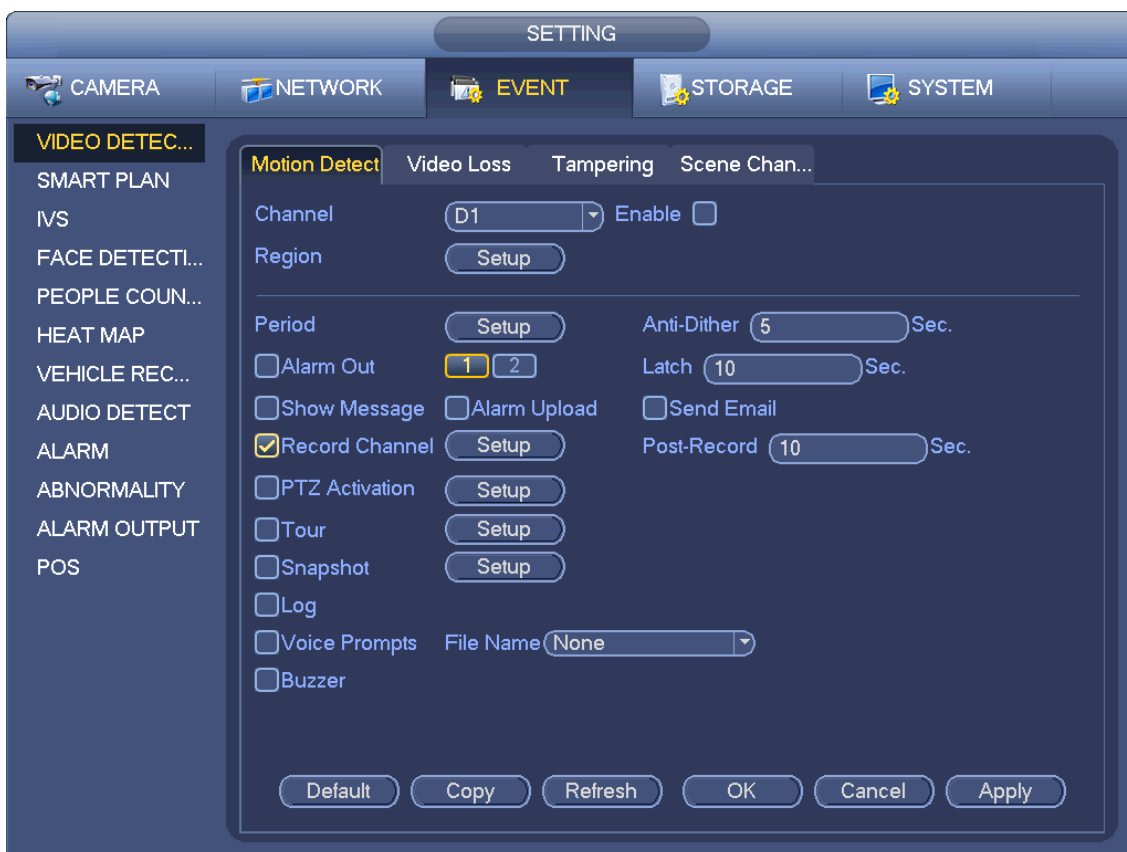 SETTING
CAMERA NETWORK EVENT STORAGE SYSTEM
VIDEO DETEC...
SMART PLAN
IVS
FACE DETECTI...
PEOPLE COUN...
HEAT MAP
VEHICLE REC...
AUDIO DETECT
ALARM
ABNORMALITY
ALARM OUTPUT
POS
Motion Detect Video Loss Tampering Scene Chan...
Channel D1 Enable
Region Setup
Period Setup Anti-Dither 5 Sec.
Alarm Out 1 2 Latch 10 Sec.
Show Message Alarm Upload Send Email
Record Channel Setup Post-Record 10 Sec.
PTZ Activation Setup
Tour Setup
Snapshot Setup
Log
Voice Prompts File Name None
Buzzer
Default Copy Refresh OK Cancel Apply